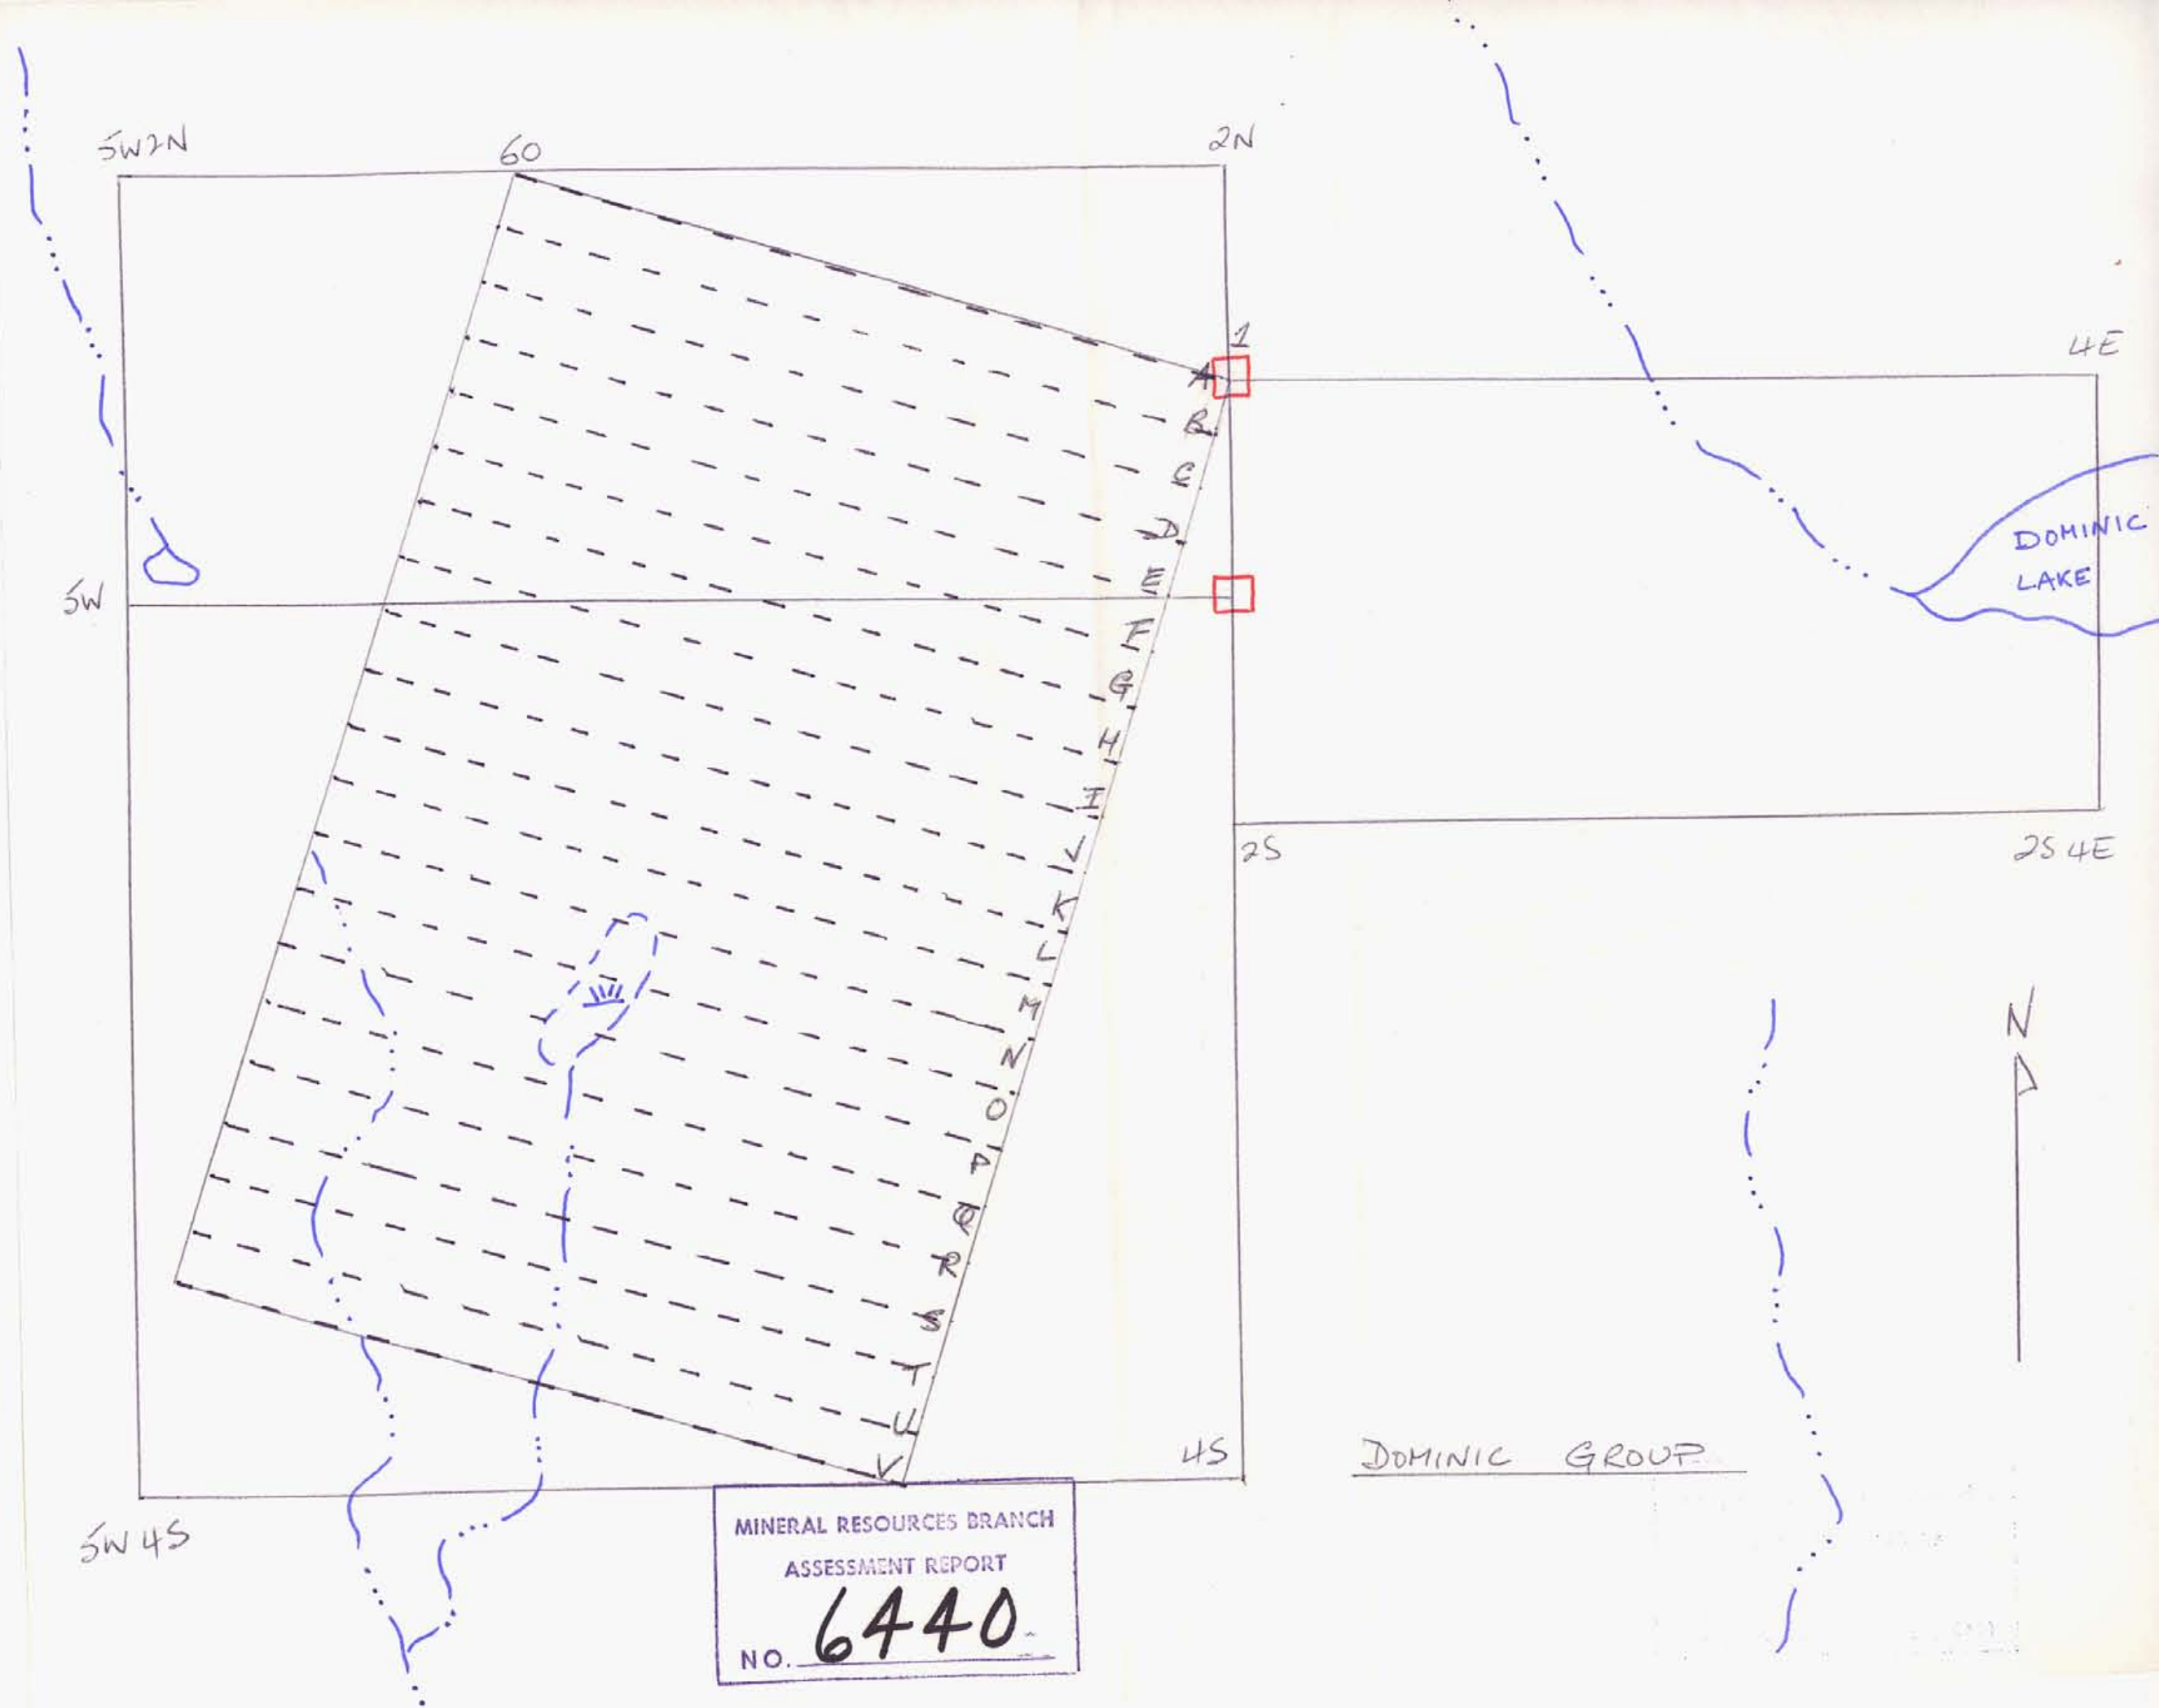 5W2N
60
2N
1
4E
A
B
C
D
E
F
G
H
I
J
K
L
M
N
O
P
Q
R
S
T
U
V
5W
DOMINIC
LAKE
2S
2S 4E
N
4S
5W 4S
DOMINIC GROUP
MINERAL RESOURCES BRANCH
ASSESSMENT REPORT
NO. 6440